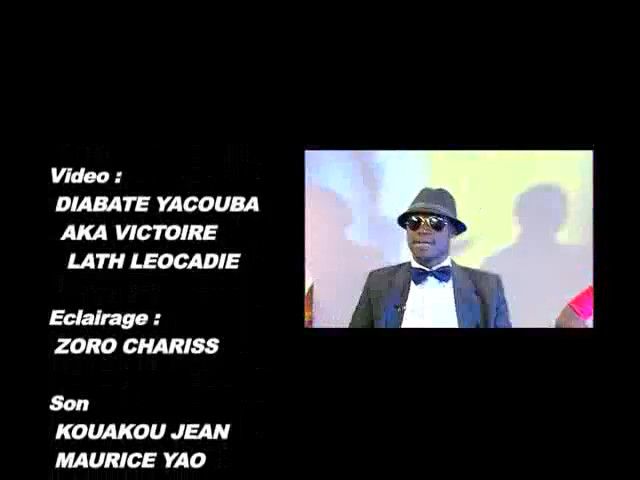 Video :
DIABATE YACOUBA
AKA VICTOIRE
LATH LEOCADIE
Eclairage :
ZORO CHARISS
Son
KOUAKOU JEAN
MAURICE YAO